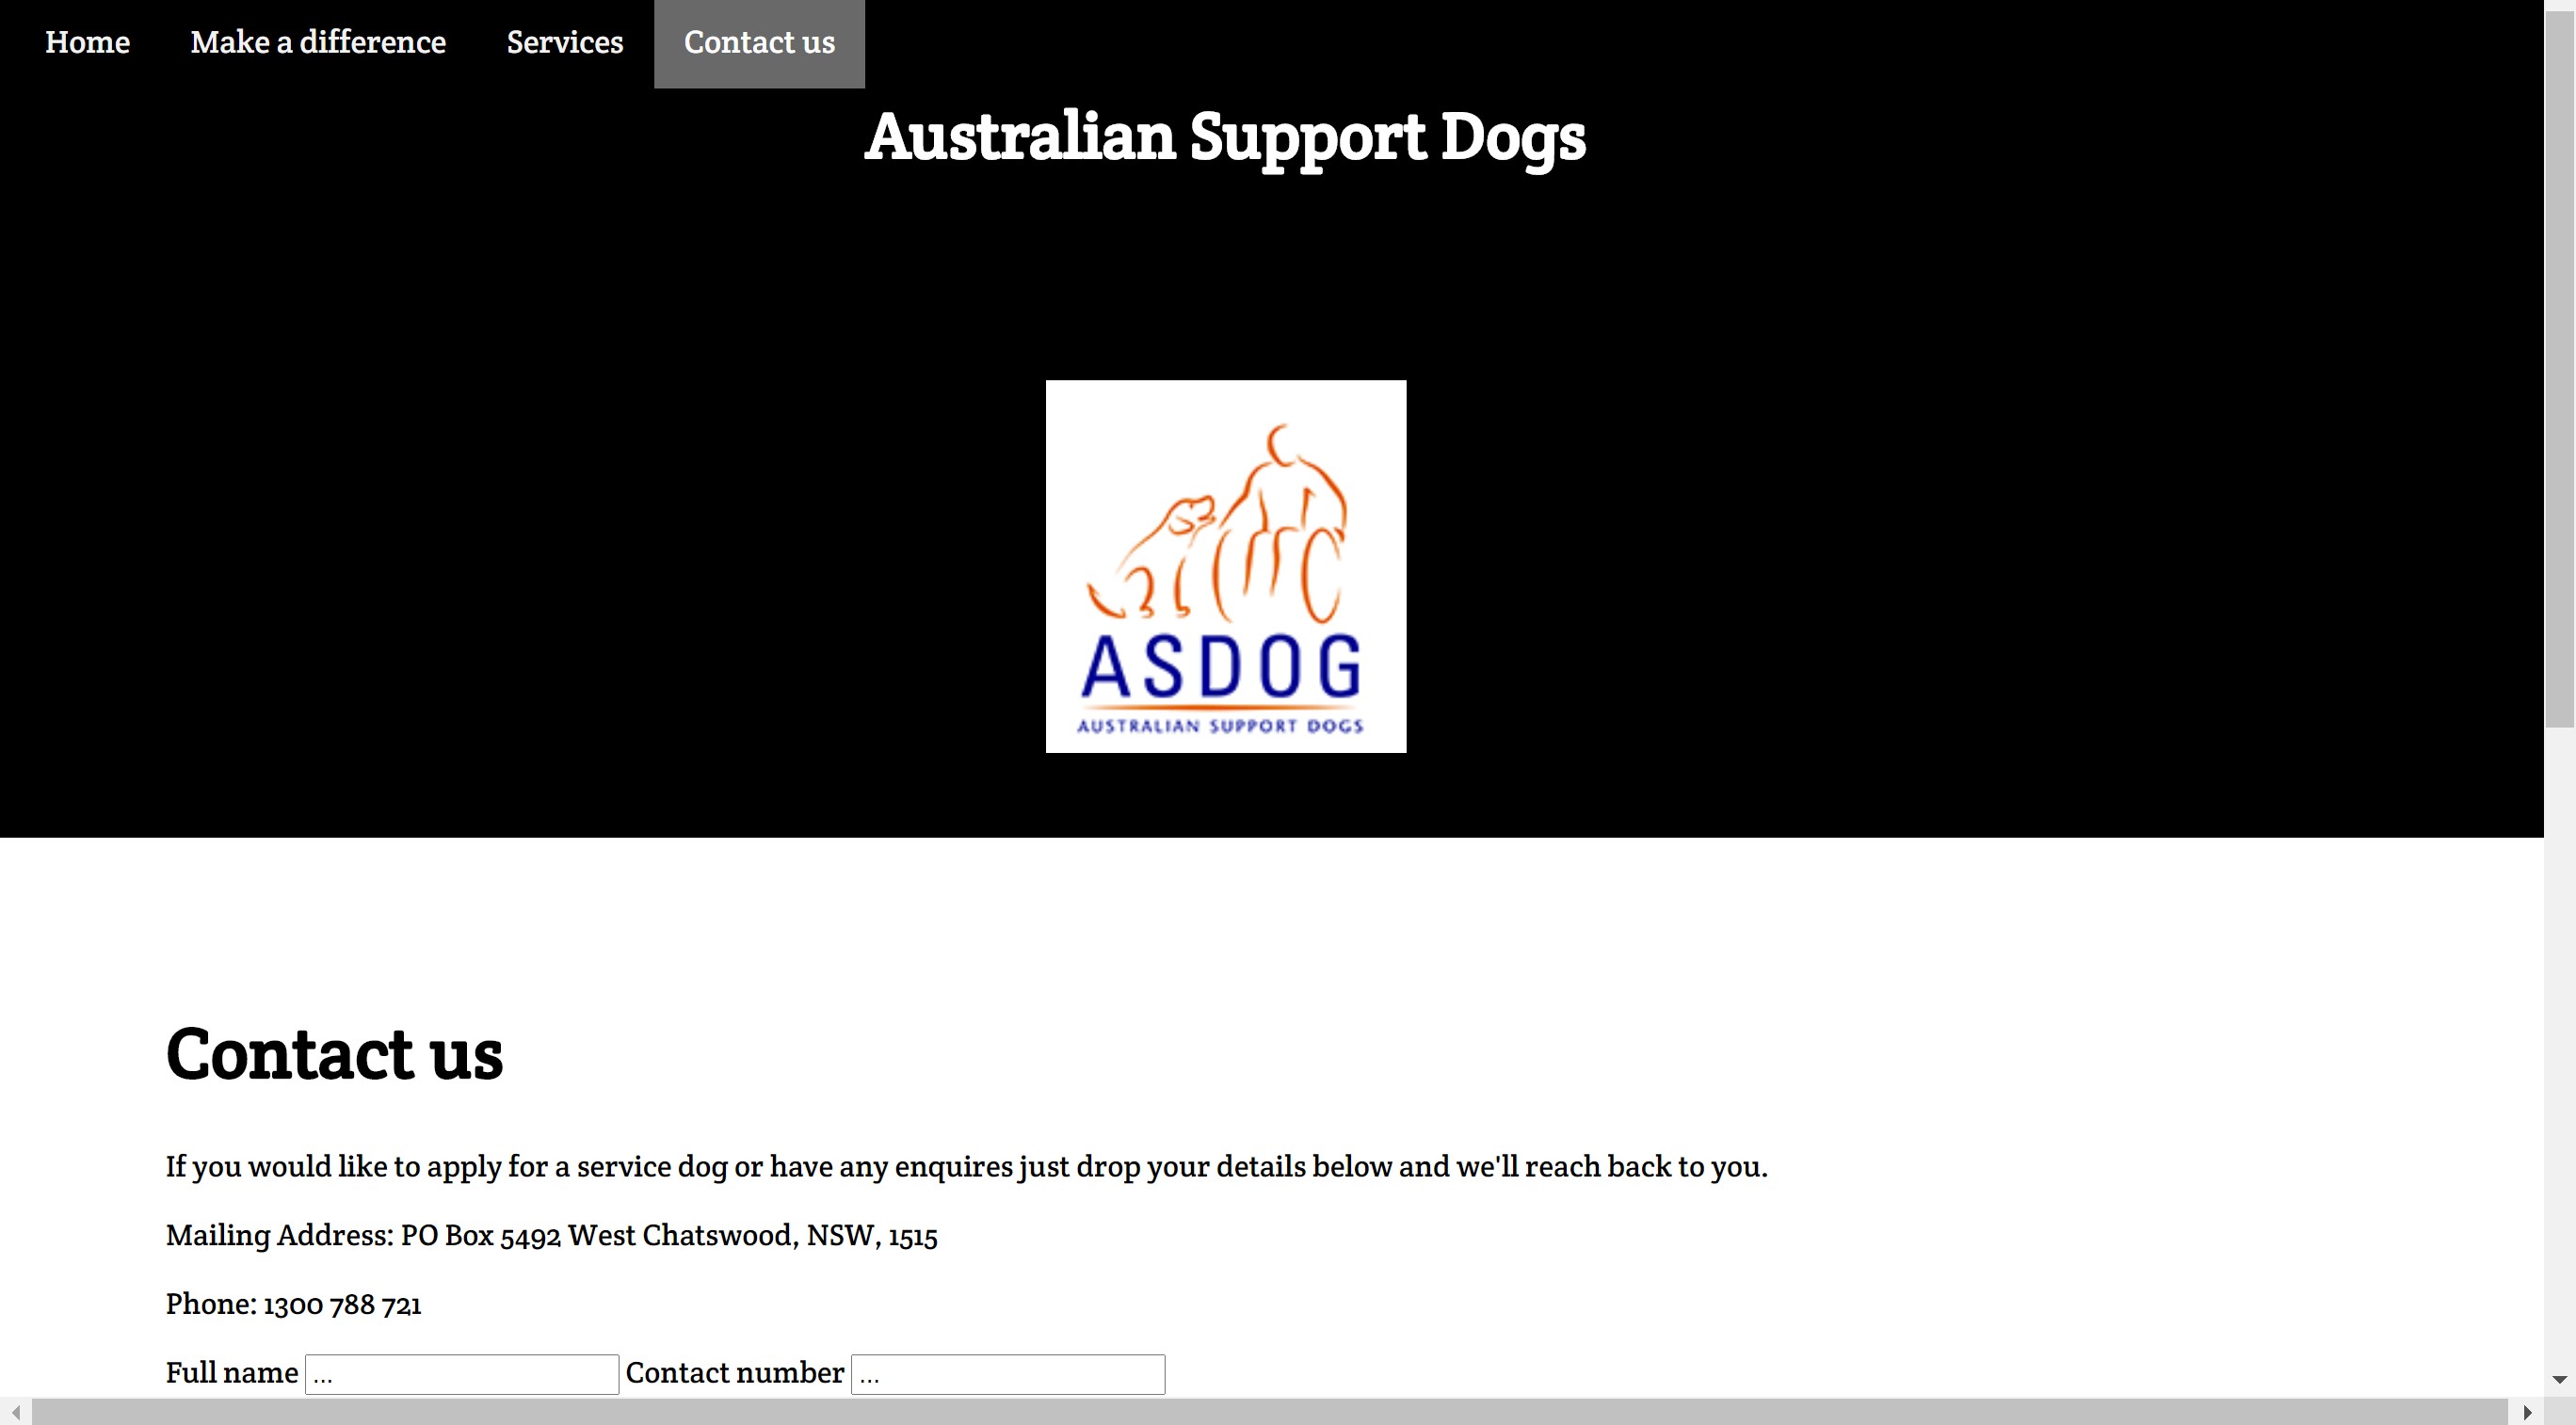 Home Make a difference Services Contact us
Australian Support Dogs
ASDOG
AUSTRALIAN SUPPORT DOGS
Contact us
If you would like to apply for a service dog or have any enquires just drop your details below and we'll reach back to you.
Mailing Address: PO Box 5492 West Chatswood, NSW, 1515
Phone: 1300 788 721
Full name ... Contact number ...